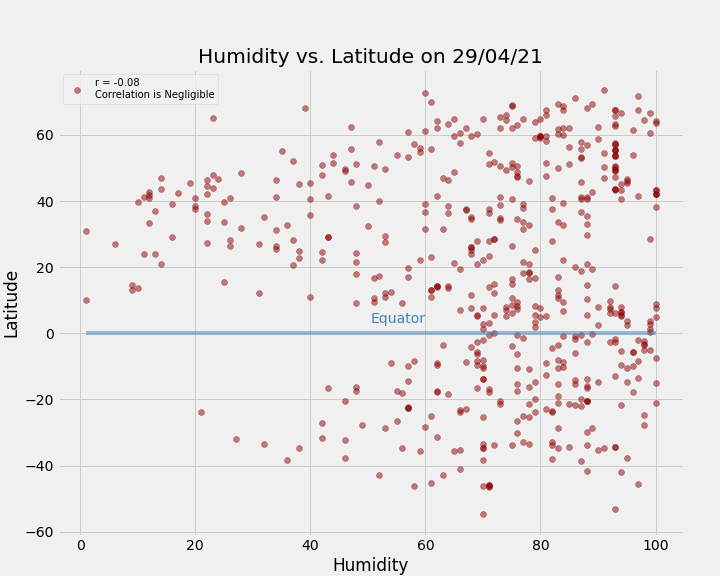 Humidity vs. Latitude on 29/04/21
r = -0.08
Correlation is Negligible
60
40
20
Equator
0
−20
−40
−60
Latitude
0 20 40 60 80 100
Humidity